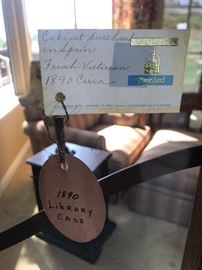 Cabinet Purchased
in Spain
French Victorian
1890 Circa
1890
Library
Case